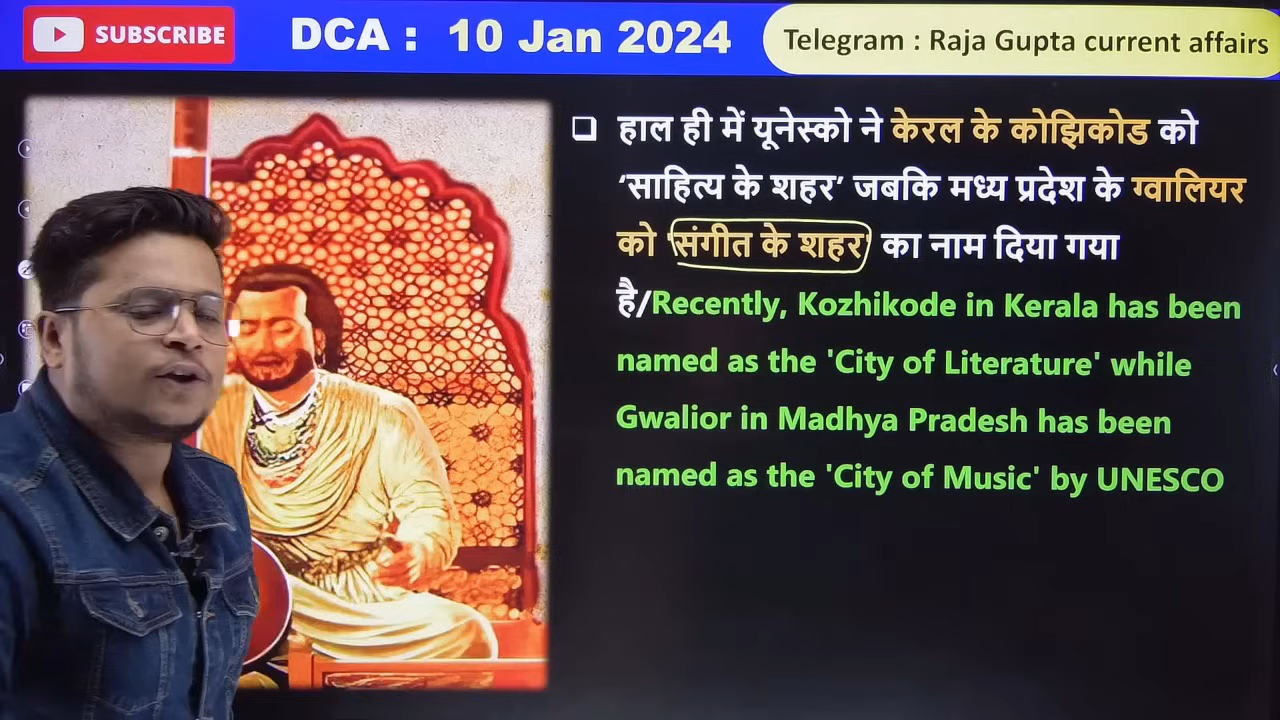 SUBSCRIBE
DCA : 10 Jan 2024
Telegram : Raja Gupta current affairs
हाल ही में यूनेस्को ने केरल के कोझिकोड को
‘साहित्य के शहर’ जबकि मध्य प्रदेश के ग्वालियर
को 'संगीत के शहर' का नाम दिया गया
है/Recently, Kozhikode in Kerala has been
named as the 'City of Literature' while
Gwalior in Madhya Pradesh has been
named as the 'City of Music' by UNESCO